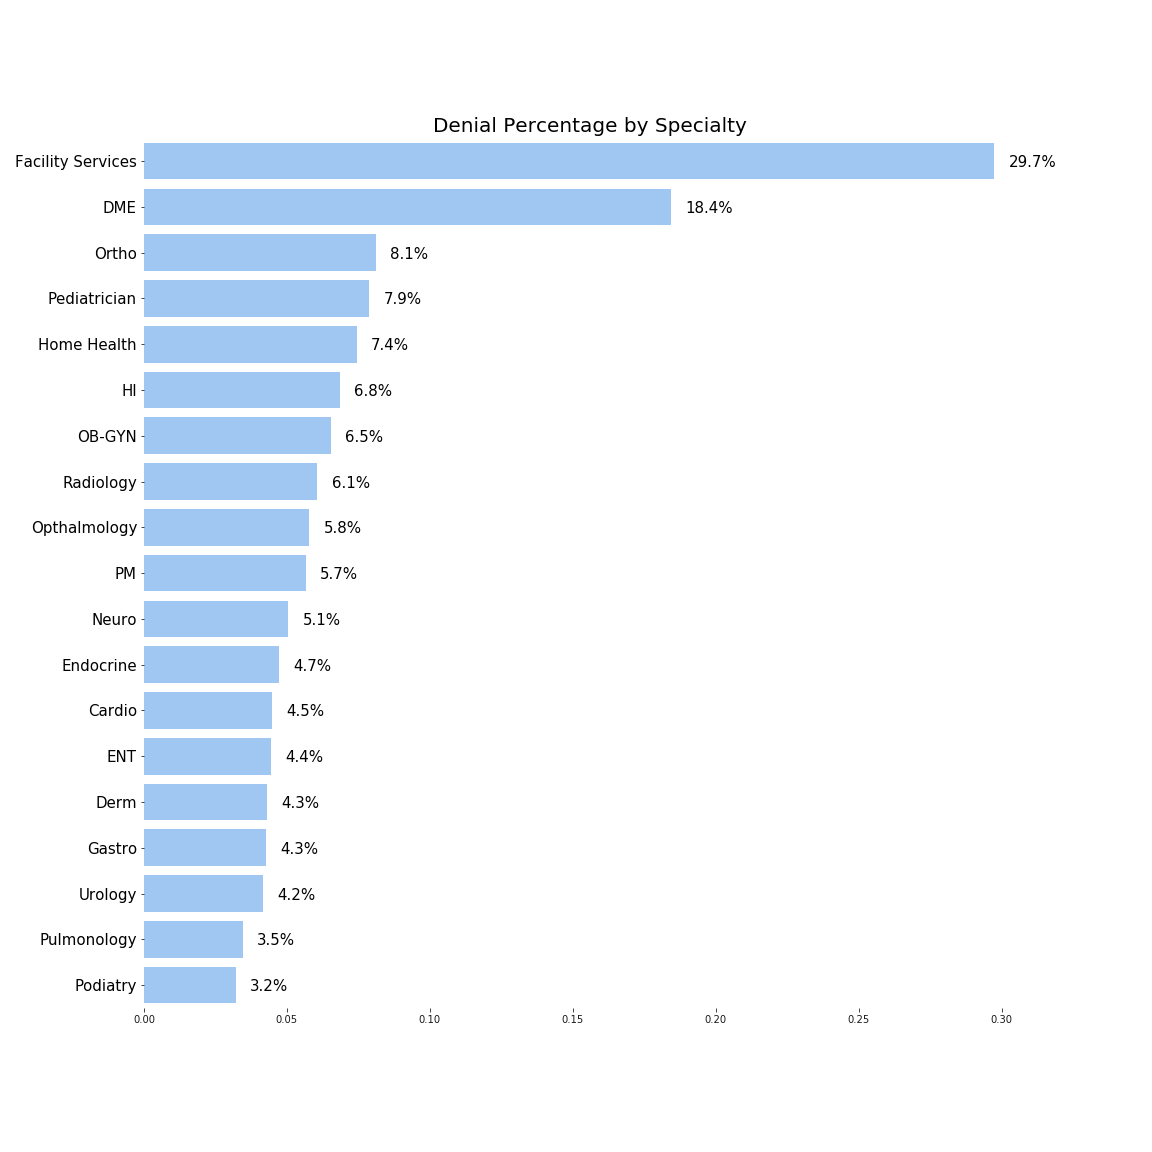 Denial Percentage by Specialty
Facility Services 29.7%
DME 18.4%
Ortho 8.1%
Pediatrician 7.9%
Home Health 7.4%
HI 6.8%
OB-GYN 6.5%
Radiology 6.1%
Opthalmology 5.8%
PM 5.7%
Neuro 5.1%
Endocrine 4.7%
Cardio 4.5%
ENT 4.4%
Derm 4.3%
Gastro 4.3%
Urology 4.2%
Pulmonology 3.5%
Podiatry 3.2%
0.00 0.05 0.10 0.15 0.20 0.25 0.30